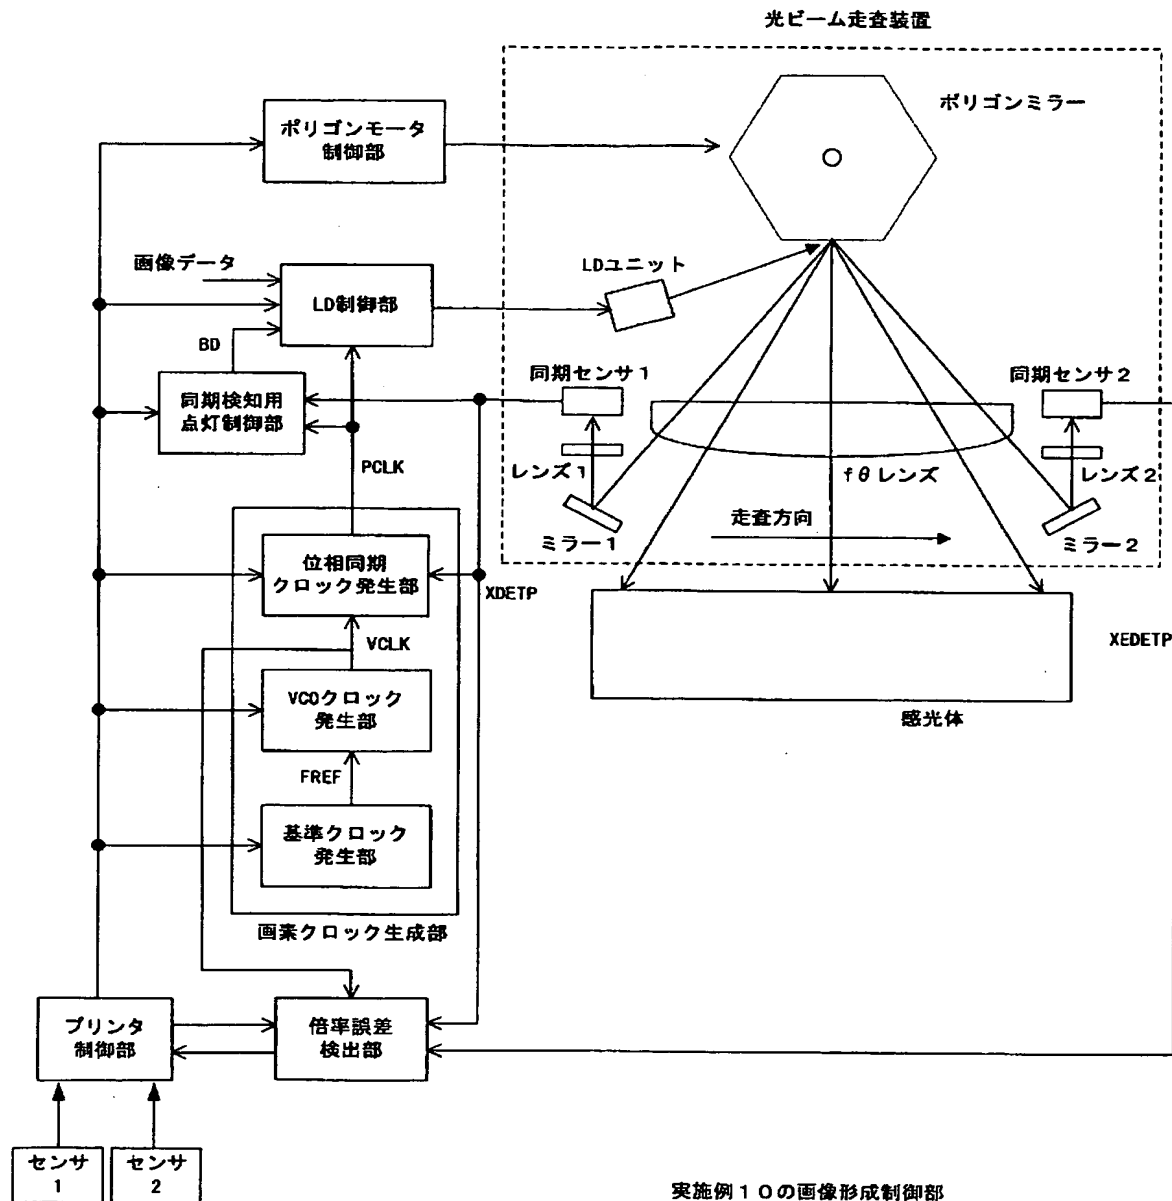 光ビーム走査装置
ポリゴンミラー
ポリゴンモータ
制御部
画像データ
LDユニット
LD制御部
BD
同期センサ1
同期センサ2
同期検知用
点灯制御部
PCLK
レンズ1
fθレンズ
レンズ2
走査方向
ミラー1
ミラー2
位相同期
クロック発生部
XDETP
VCLK
XEDETP
VCOクロック
発生部
感光体
FREF
基準クロック
発生部
画素クロック生成部
プリンタ
制御部
倍率誤差
検出部
センサ
1
センサ
2
実施例10の画像形成制御部